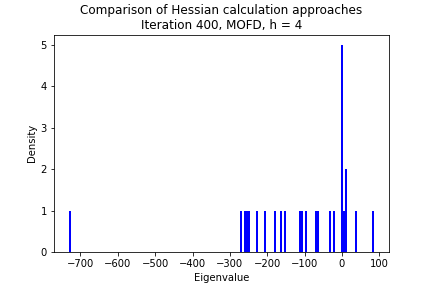 Comparison of Hessian calculation approaches
Iteration 400, MOFD, h = 4
5
4
3
2
1
0
Density
−700 −600 −500 −400 −300 −200 −100 0 100
Eigenvalue